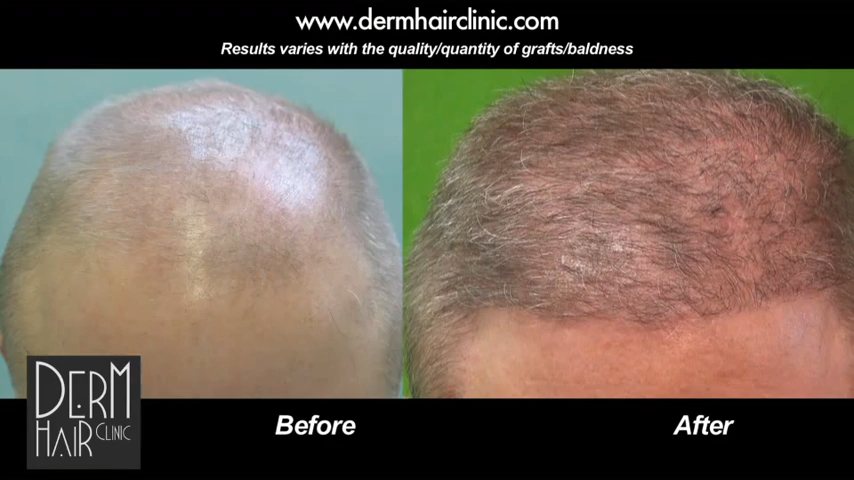 www.dermhairclinic.com
Results varies with the quality/quantity of grafts/baldness
DERM
HAIR CLINIC
Before
After